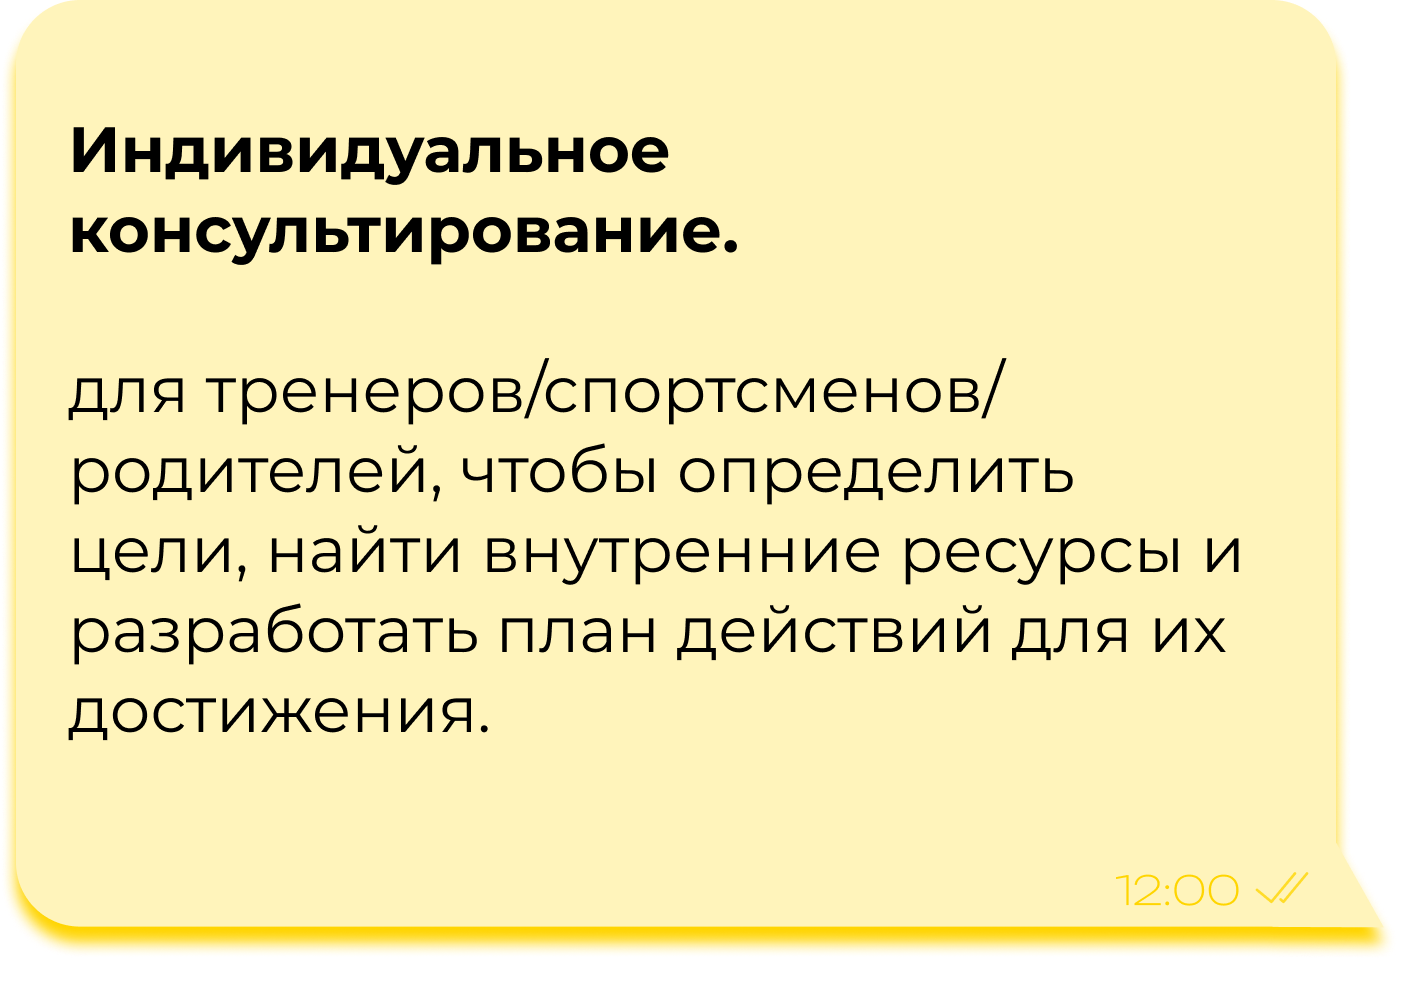 Индивидуальное
консультирование.
для тренеров/спортсменов/
родителей, чтобы определить
цели, найти внутренние ресурсы и
разработать план действий для их
достижения.
12:00